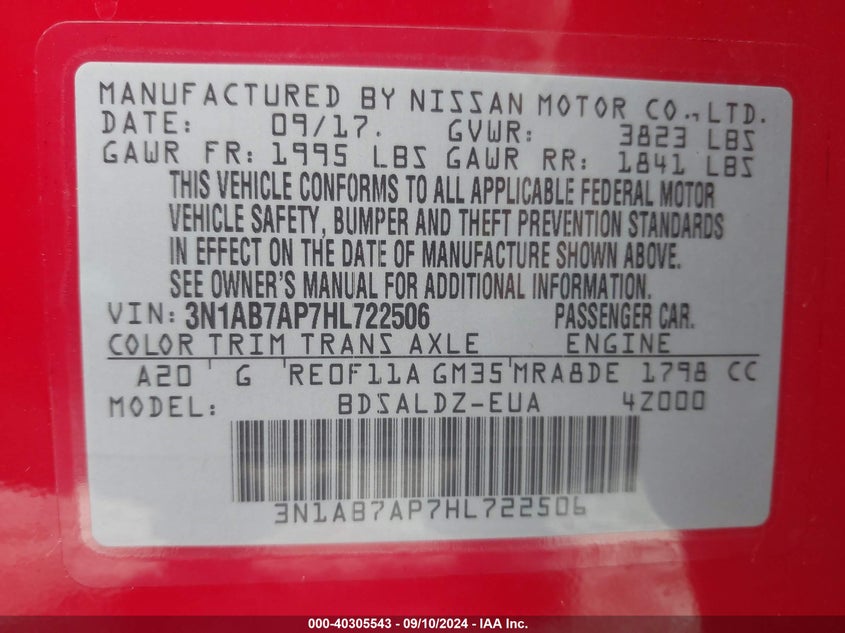 MANUFACTURED BY NISSAN MOTOR CO., LTD.
DATE: 09/17. GVWR: 3823 LBS
GAWR FR: 1995 LBS GAWR RR: 1841 LBS
THIS VEHICLE CONFORMS TO ALL APPLICABLE FEDERAL MOTOR
VEHICLE SAFETY, BUMPER AND THEFT PREVENTION STANDARDS
IN EFFECT ON THE DATE OF MANUFACTURE SHOWN ABOVE.
SEE OWNER'S MANUAL FOR ADDITIONAL INFORMATION.
VIN: 3N1AB7AP7HL722506 PASSENGER CAR.
COLOR TRIM TRANS AXLE ENGINE
A20 G RE0F11A GM35 MRA8DE 1798 CC
MODEL: BDSALDZ-EUA 4Z000
3N1AB7AP7HL722506
000-40305543 - 09/10/2024 - IAA Inc.